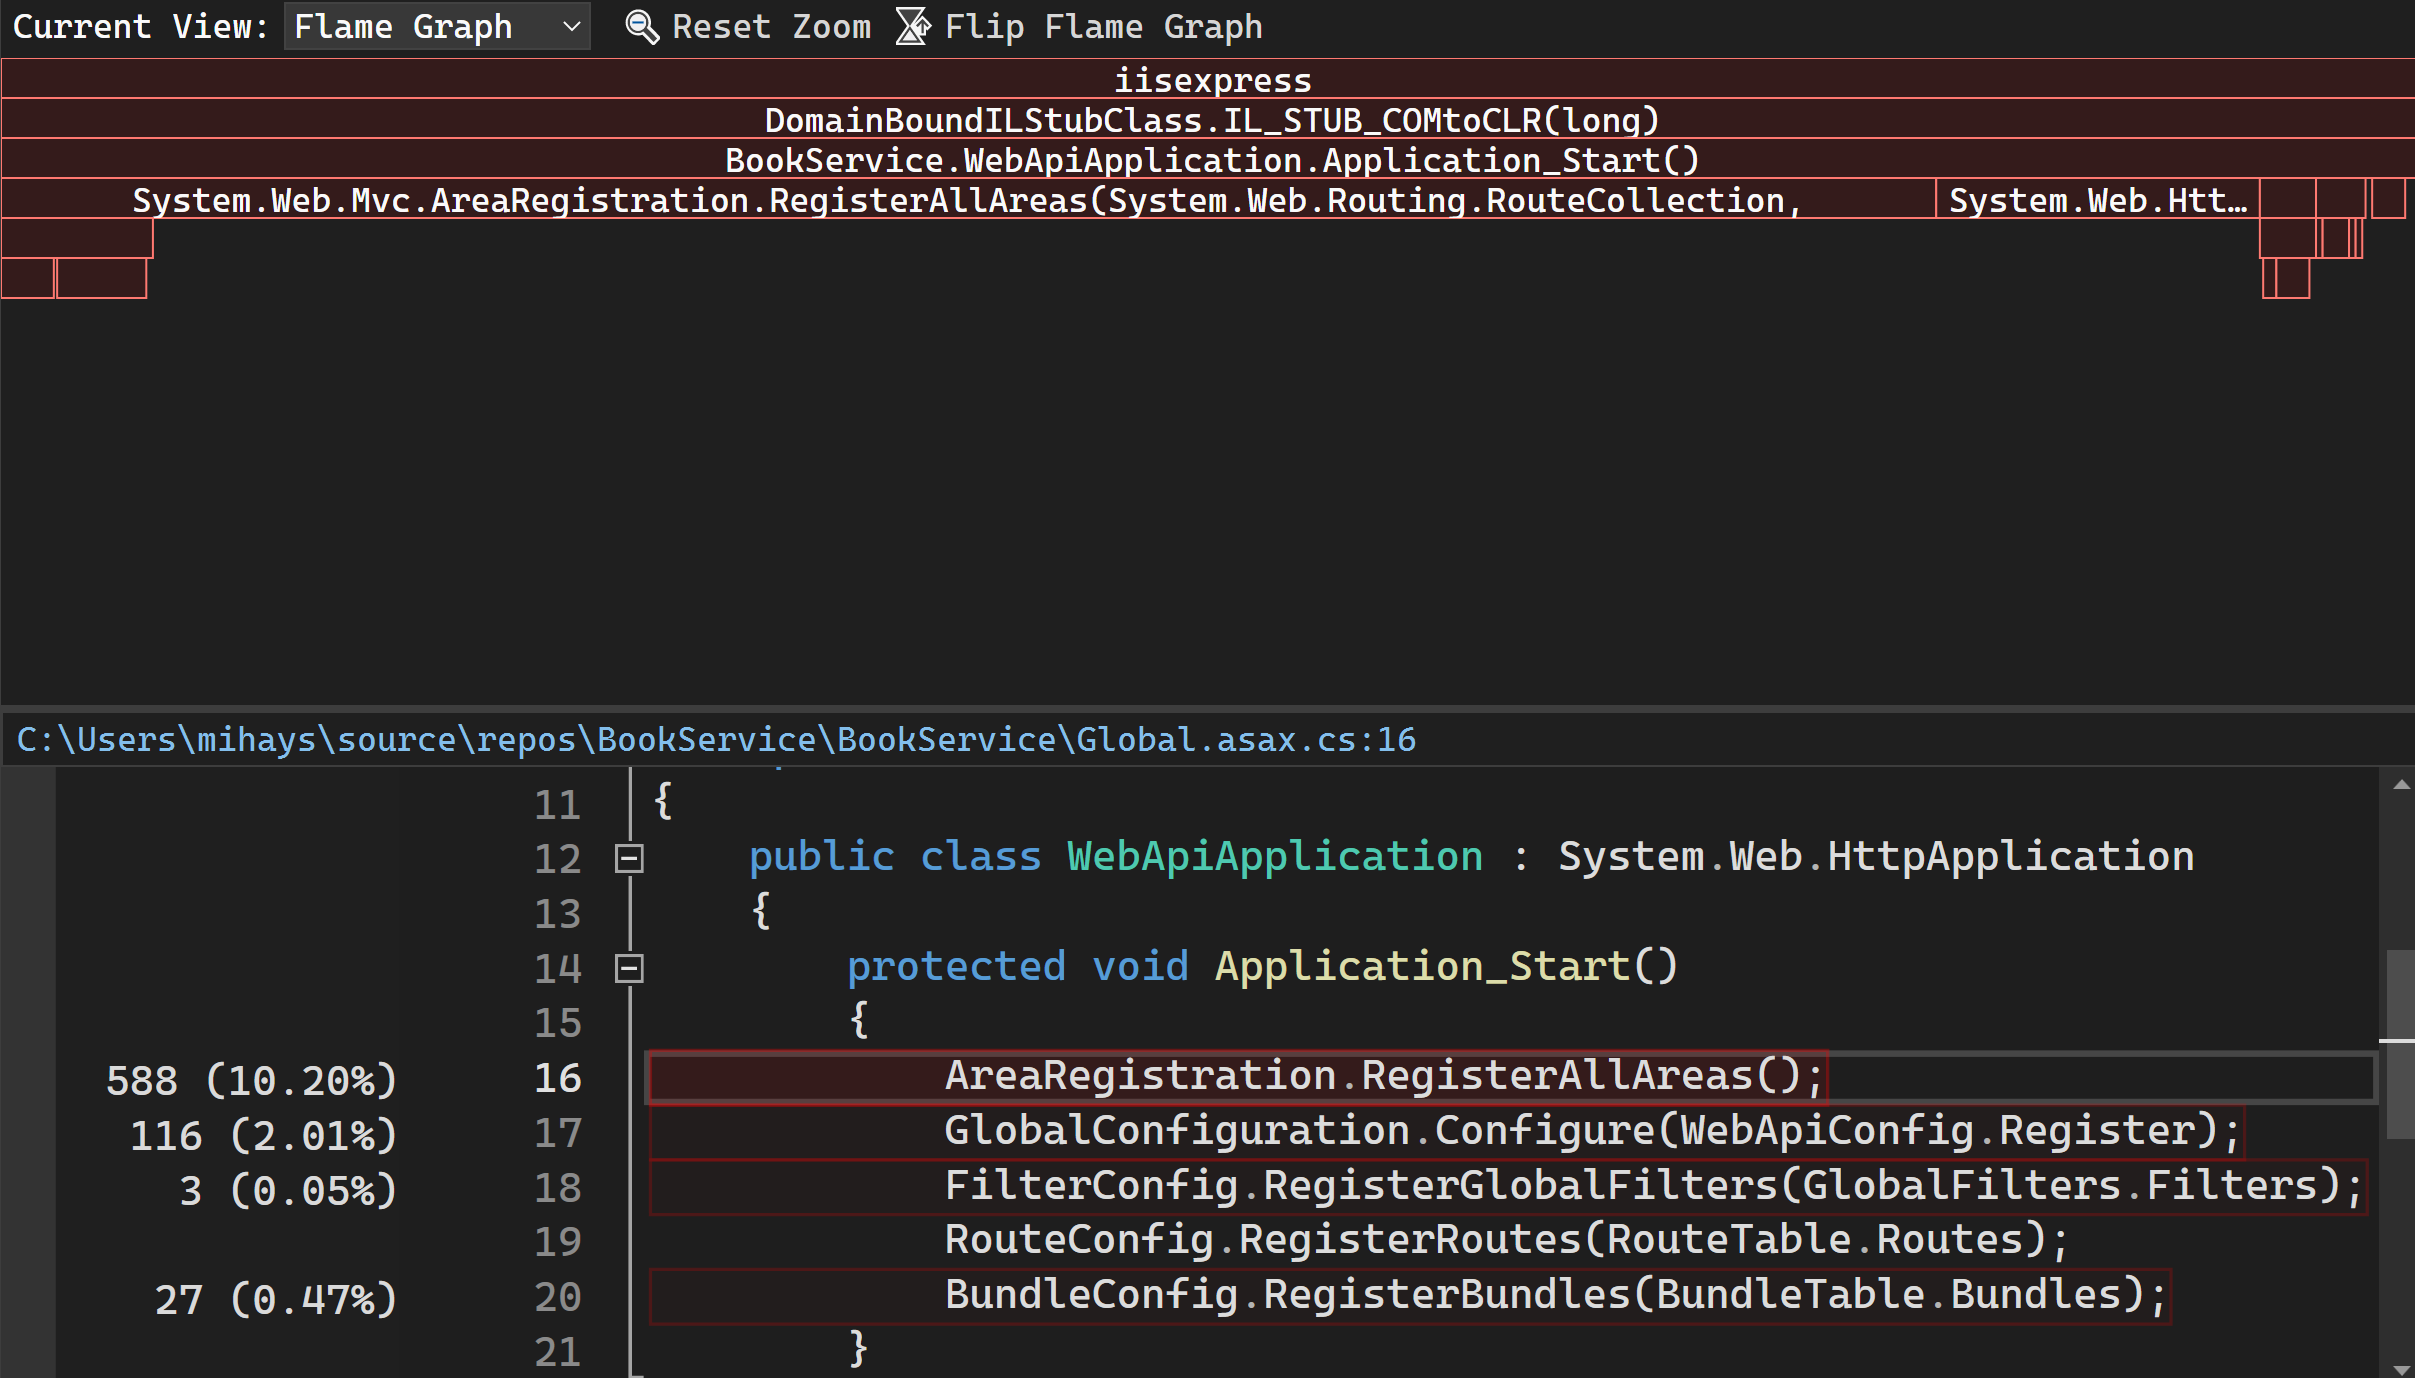 Current View: Flame Graph Reset Zoom Flip Flame Graph
iisexpress
DomainBoundILStubClass.IL_STUB_COMtoCLR(long)
BookService.WebApiApplication.Application_Start()
System.Web.Mvc.AreaRegistration.RegisterAllAreas(System.Web.Routing.RouteCollection, System.Web.Htt…
C:\Users\mihays\source\repos\BookService\BookService\Global.asax.cs:16
11 {
12 public class WebApiApplication : System.Web.HttpApplication
13 {
14 protected void Application_Start()
15 {
588 (10.20%) 16 AreaRegistration.RegisterAllAreas();
116 (2.01%) 17 GlobalConfiguration.Configure(WebApiConfig.Register);
3 (0.05%) 18 FilterConfig.RegisterGlobalFilters(GlobalFilters.Filters);
19 RouteConfig.RegisterRoutes(RouteTable.Routes);
27 (0.47%) 20 BundleConfig.RegisterBundles(BundleTable.Bundles);
21 }